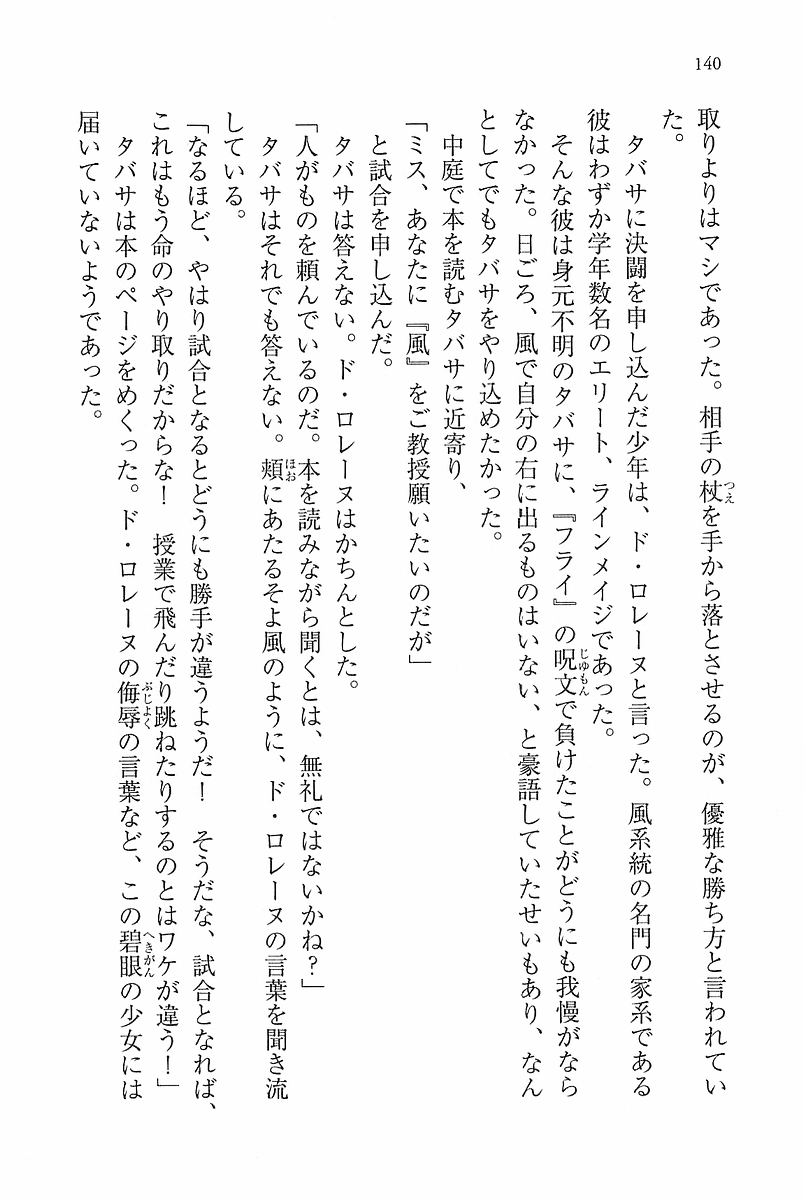 140
取りよりはマシであった。相手の杖を手から落とさせるのが、優雅な勝ち方と言われてい
た。
　タバサに決闘を申し込んだ少年は、ド・ロレーヌと言った。風系統の名門の家系である
彼はわずか学年数名のエリート、ラインメイジであった。
　そんな彼は身元不明のタバサに、『フライ』の呪文で負けたことがどうにも我慢がなら
なかった。日ごろ、風で自分の右に出るものはいない、と豪語していたせいもあり、なん
としてでもタバサをやり込めたかった。
　中庭で本を読むタバサに近寄り、
「ミス、あなたに『風』をご教授願いたいのだが」
　と試合を申し込んだ。
　タバサは答えない。ド・ロレーヌはかちんとした。
「人がものを頼んでいるのだ。本を読みながら聞くとは、無礼ではないかね？」
　タバサはそれでも答えない。頬にあたるそよ風のように、ド・ロレーヌの言葉を聞き流
している。
「なるほど、やはり試合となるとどうにも勝手が違うようだ！　そうだな、試合となれば、
これはもう命のやり取りだからな！　授業で飛んだり跳ねたりするのとはワケが違う！」
　タバサは本のページをめくった。ド・ロレーヌの侮辱の言葉など、この碧眼の少女には
届いていないようであった。
つえ
じゆもん
ほお
ぶじよく
へきがん